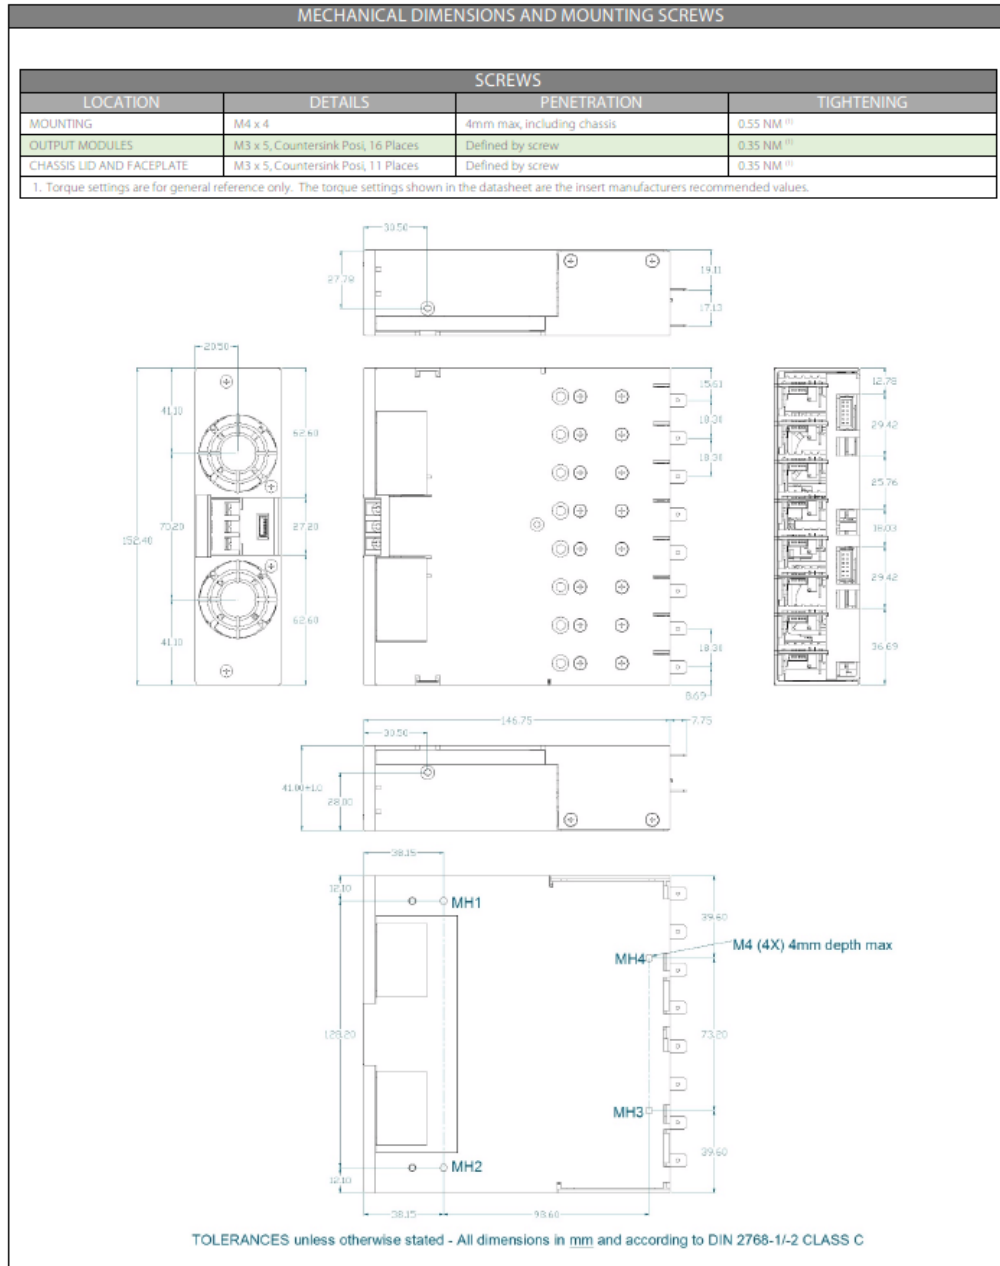 MECHANICAL DIMENSIONS AND MOUNTING SCREWS
SCREWS
LOCATION DETAILS PENETRATION TIGHTENING
MOUNTING M4 x 4 4mm max, including chassis 0.55 NM (1)
OUTPUT MODULES M3 x 5, Countersink Posi, 16 Places Defined by screw 0.35 NM (1)
CHASSIS LID AND FACEPLATE M3 x 5, Countersink Posi, 11 Places Defined by screw 0.35 NM (1)
1. Torque settings are for general reference only. The torque settings shown in the datasheet are the insert manufacturers recommended values.
30.50
27.78
19.11
17.13
20.50
41.10
62.60
152.40
70.20
27.20
41.10
62.60
15.61
18.30
18.30
18.30
8.69
12.78
29.42
25.76
18.03
29.42
36.69
146.75
7.75
30.50
41.00±1.0
28.00
38.15
12.10
MH1
39.60
M4 (4X) 4mm depth max
MH4
128.20
73.20
MH3
39.60
MH2
12.10
38.15
98.60
TOLERANCES unless otherwise stated - All dimensions in mm and according to DIN 2768-1/-2 CLASS C